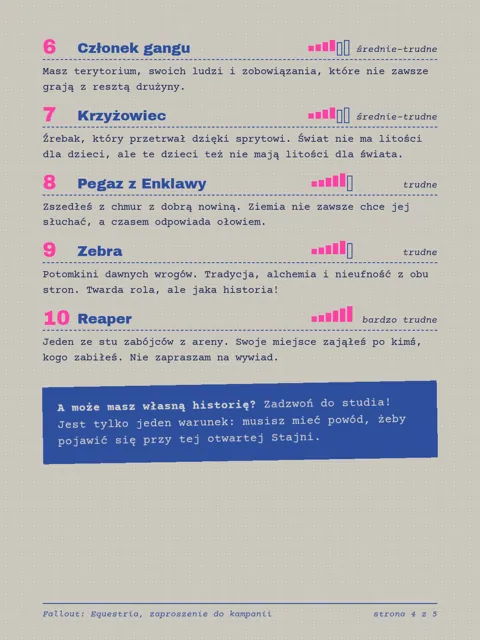 6 Członek gangu średnie-trudne
Masz terytorium, swoich ludzi i zobowiązania, które nie zawsze
grają z resztą drużyny.
7 Krzyżowiec średnie-trudne
Źrebak, który przetrwał dzięki sprytowi. Świat nie ma litości
dla dzieci, ale te dzieci też nie mają litości dla świata.
8 Pegaz z Enklawy trudne
Zszedłeś z chmur z dobrą nowiną. Ziemia nie zawsze chce jej
słuchać, a czasem odpowiada ołowiem.
9 Zebra trudne
Potomkini dawnych wrogów. Tradycja, alchemia i nieufność z obu
stron. Twarda rola, ale jaka historia!
10 Reaper bardzo trudne
Jeden ze stu zabójców z areny. Swoje miejsce zająłeś po kimś,
kogo zabiłeś. Nie zapraszam na wywiad.
A może masz własną historię? Zadzwoń do studia!
Jest tylko jeden warunek: musisz mieć powód, żeby
pojawić się przy tej otwartej Stajni.
Fallout: Equestria, zaproszenie do kampanii strona 4 z 5